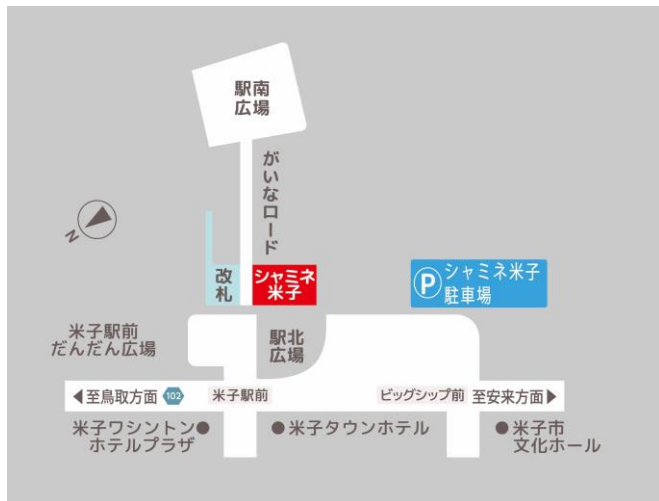 駅南
広場
がいなロード
N
改
札
シャミネ
米子
P シャミネ米子
駐車場
米子駅前
だんだん広場
駅北
広場
◀至鳥取方面 102 米子駅前 ビッグシップ前 至安来方面▶
米子ワシントン●
ホテルプラザ
●米子タウンホテル
●米子市
文化ホール